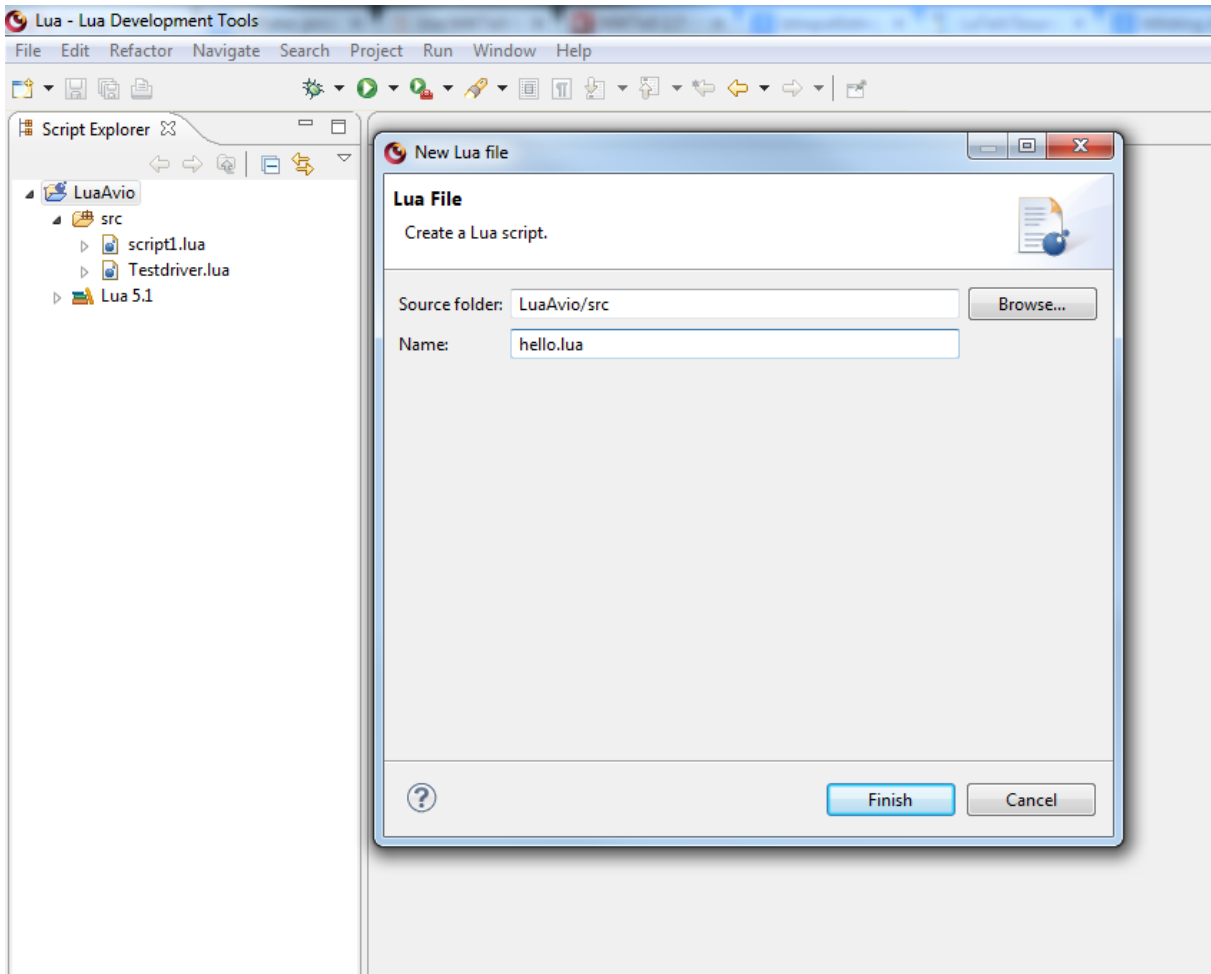 Lua - Lua Development Tools
File Edit Refactor Navigate Search Project Run Window Help
Script Explorer
LuaAvio
src
script1.lua
Testdriver.lua
Lua 5.1
New Lua file
Lua File
Create a Lua script.
Source folder: LuaAvio/src Browse...
Name: hello.lua
Finish Cancel